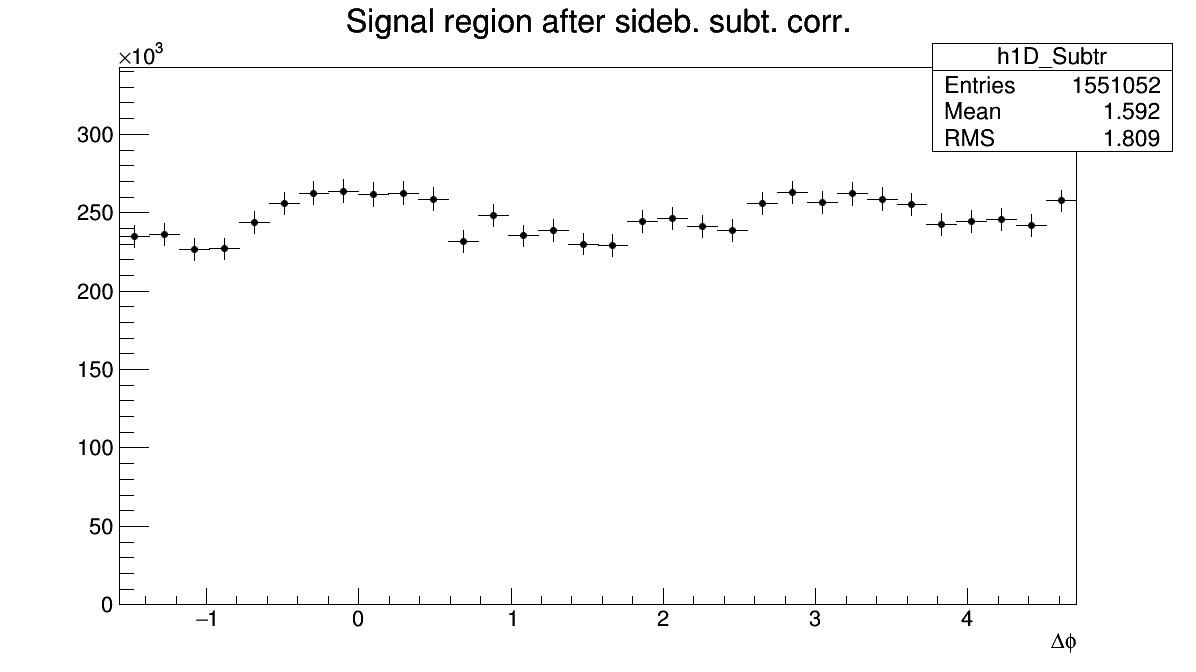 Signal region after sideb. subt. corr.
×10³
h1D_Subtr
Entries 1551052
Mean 1.592
RMS 1.809
300
250
200
150
100
50
0
−1 0 1 2 3 4
Δϕ